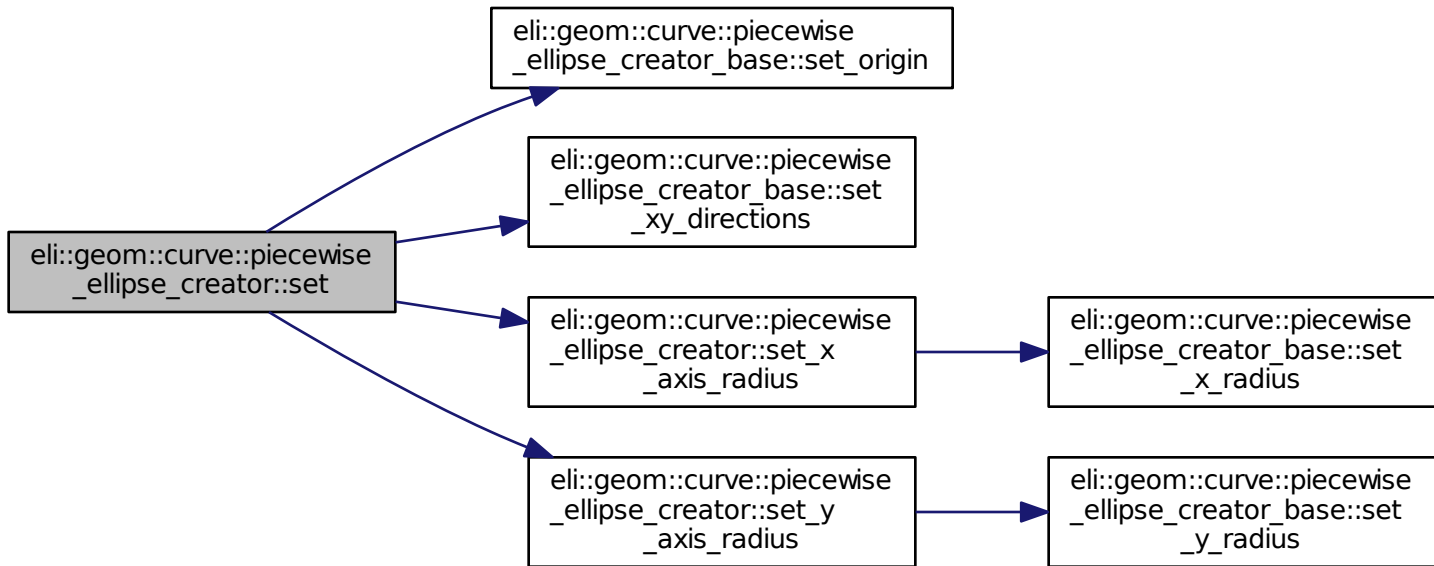 eli::geom::curve::piecewise
_ellipse_creator_base::set_origin
eli::geom::curve::piecewise
_ellipse_creator_base::set
_xy_directions
eli::geom::curve::piecewise
_ellipse_creator::set
eli::geom::curve::piecewise
_ellipse_creator::set_x
_axis_radius
eli::geom::curve::piecewise
_ellipse_creator_base::set
_x_radius
eli::geom::curve::piecewise
_ellipse_creator::set_y
_axis_radius
eli::geom::curve::piecewise
_ellipse_creator_base::set
_y_radius